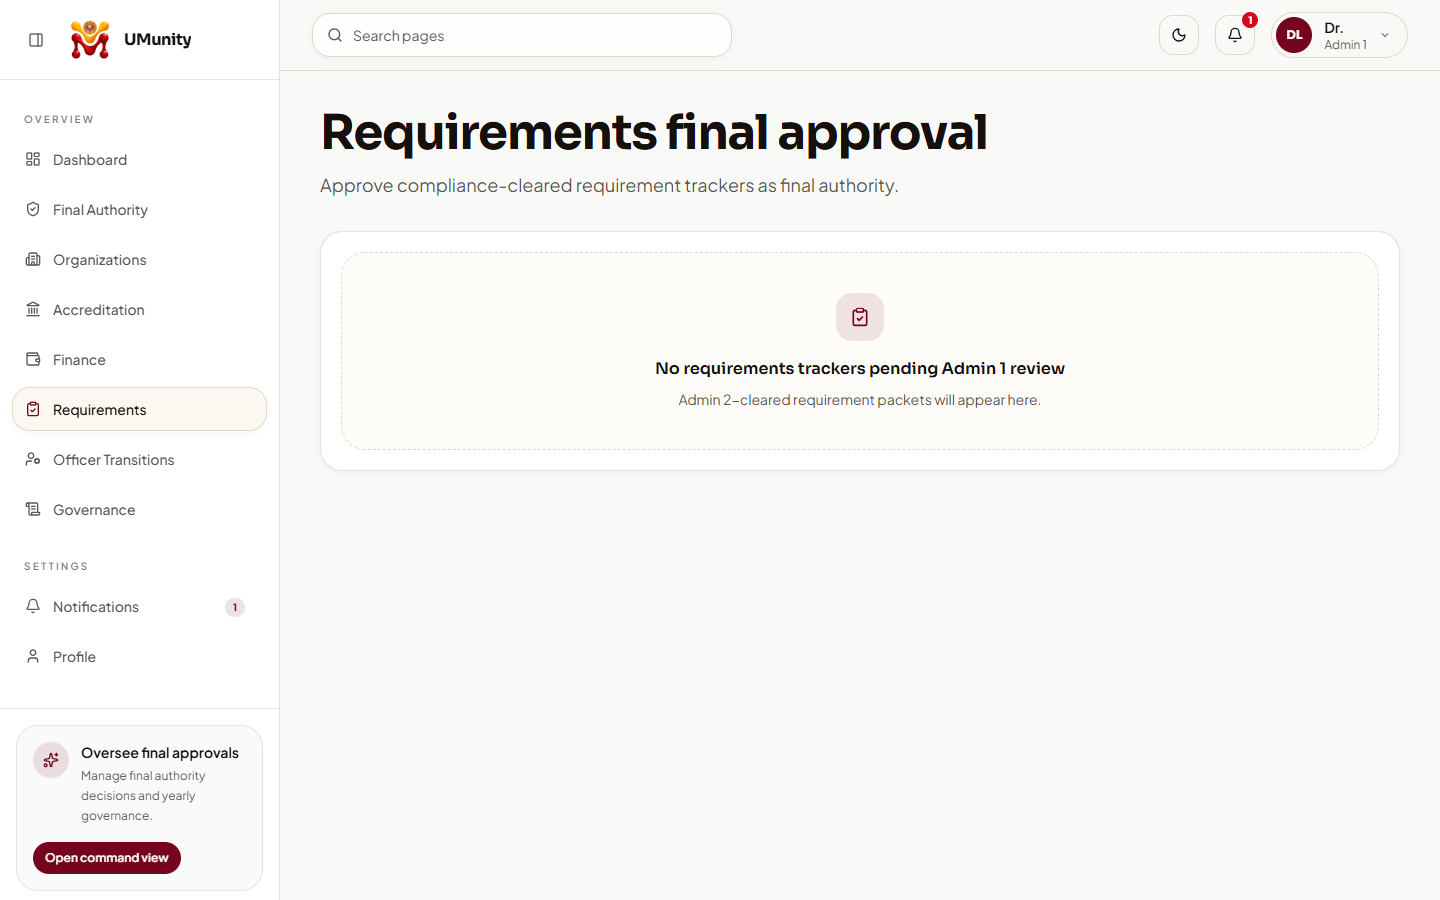 UMunity
Search pages
1
DL
Dr.
Admin 1
OVERVIEW
Dashboard
Final Authority
Organizations
Accreditation
Finance
Requirements
Officer Transitions
Governance
SETTINGS
Notifications
1
Profile
Oversee final approvals
Manage final authority
decisions and yearly
governance.
Open command view
Requirements final approval
Approve compliance-cleared requirement trackers as final authority.
No requirements trackers pending Admin 1 review
Admin 2-cleared requirement packets will appear here.